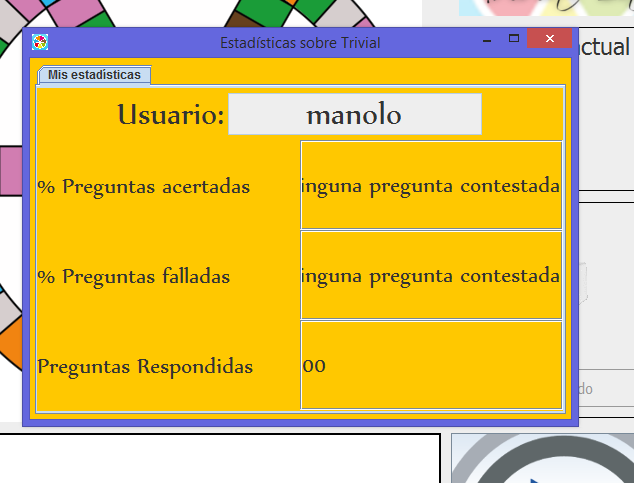 Estadísticas sobre Trivial
ctual
Mis estadísticas
Usuario: manolo
% Preguntas acertadas inguna pregunta contestada
% Preguntas falladas inguna pregunta contestada
Preguntas Respondidas 00
do